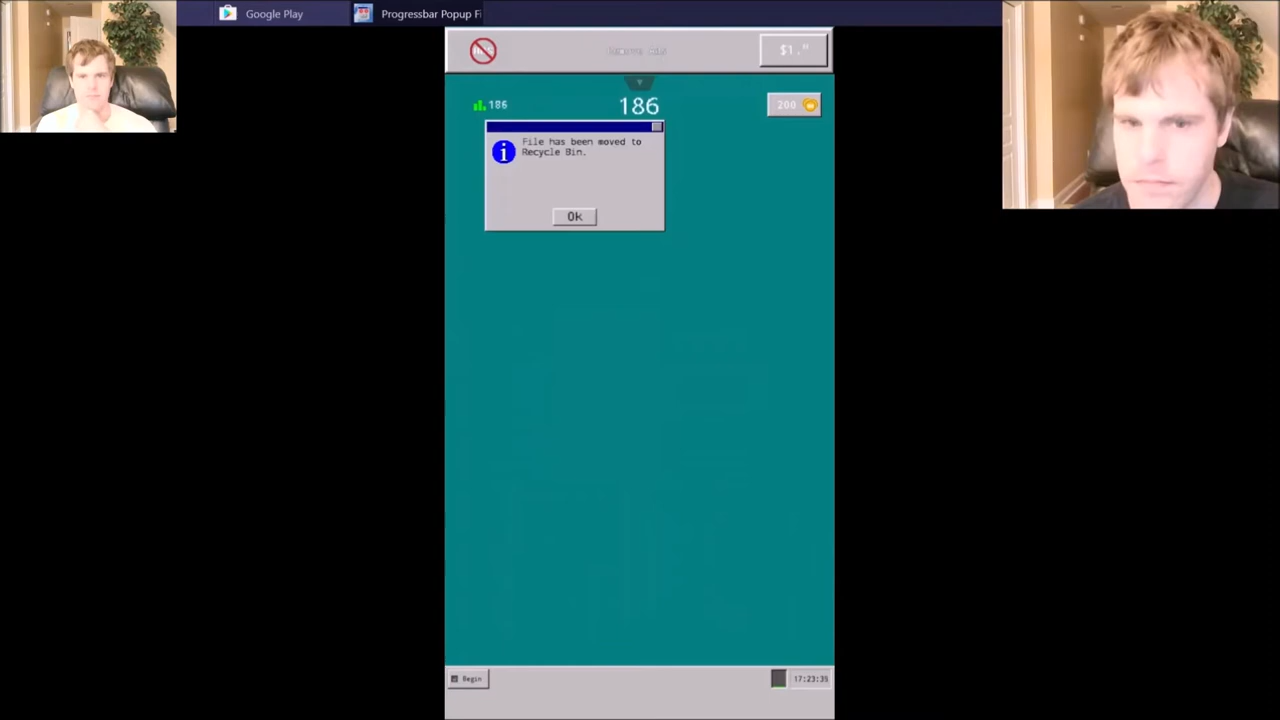 Google Play
Progressbar Popup Fi
$1.
186
186
200
File has been moved to
Recycle Bin.
OK
Begin
17:23:39